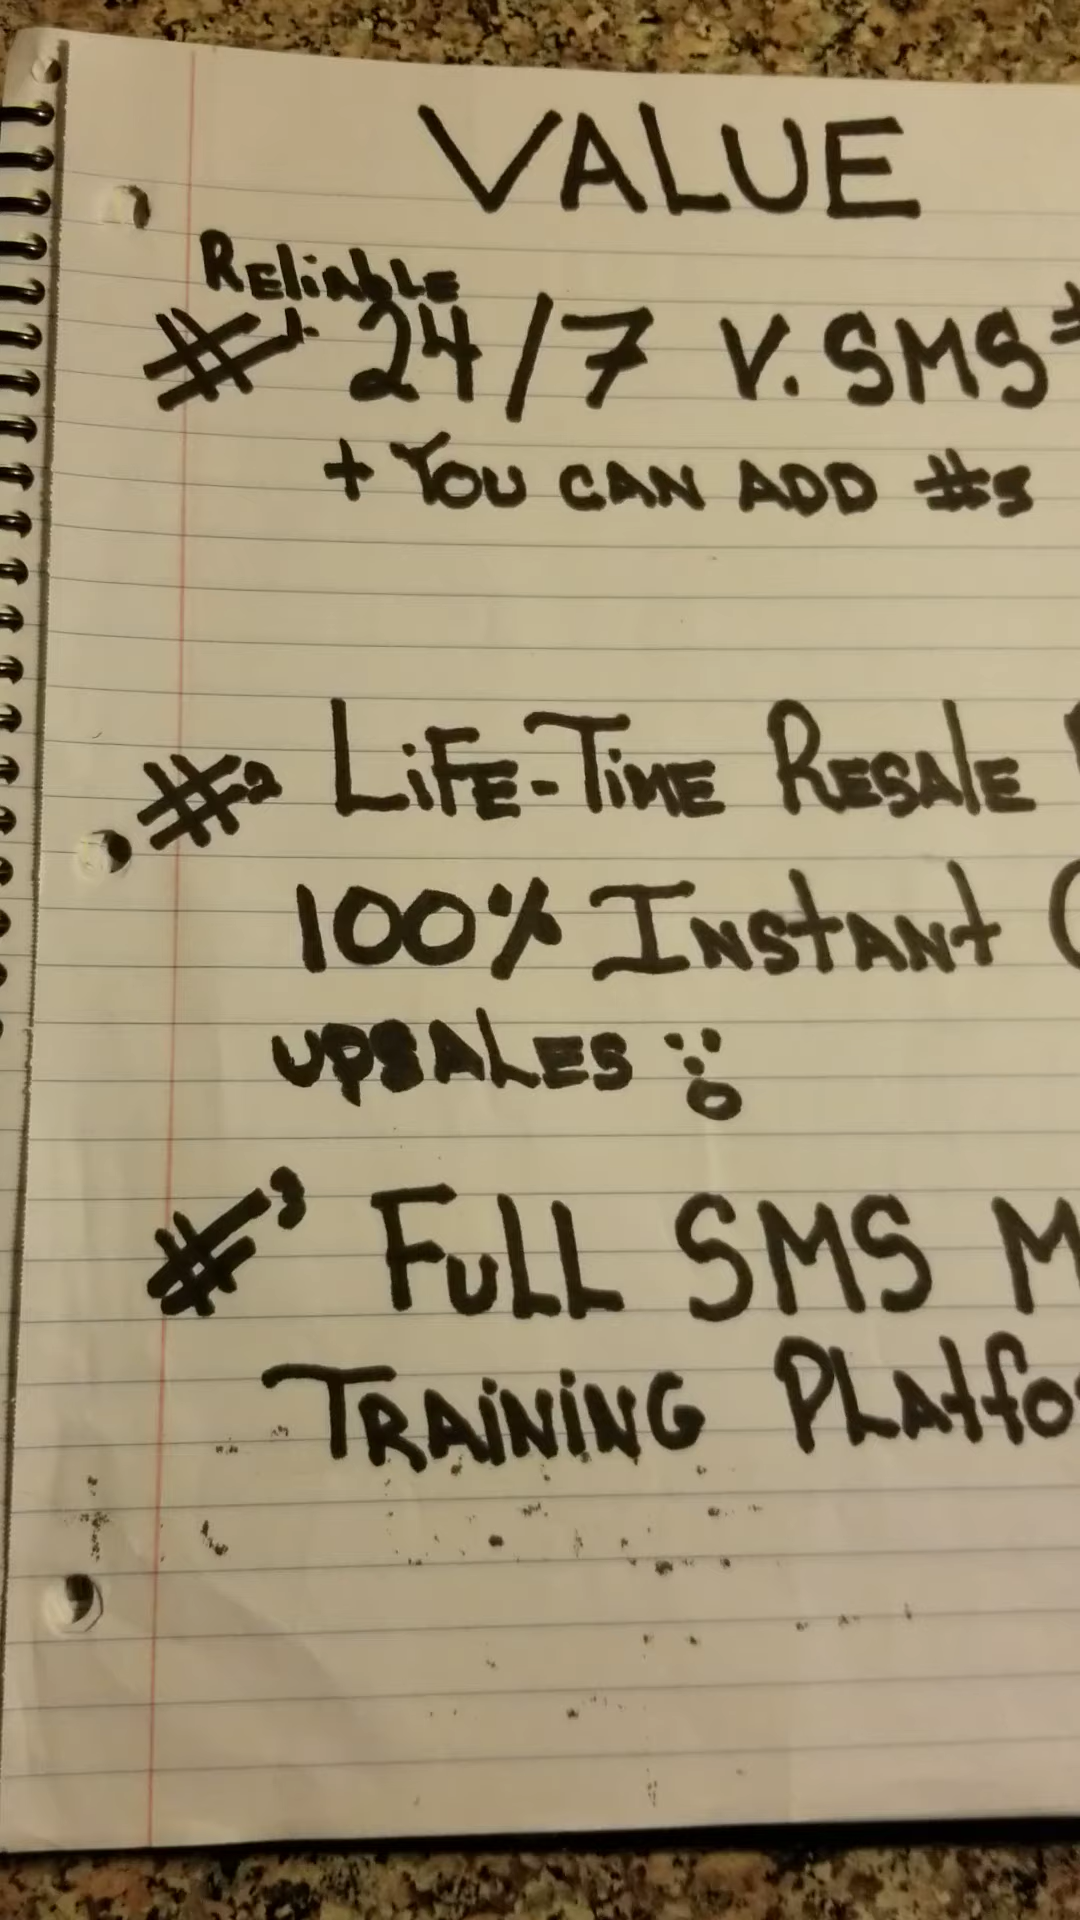 VALUE
Reliable
#1. 24/7 V. SMS #
+ You CAN ADD #s
#2 Life-Time Resale
100% Instant
upsales
#3 Full SMS M
Training Platfo